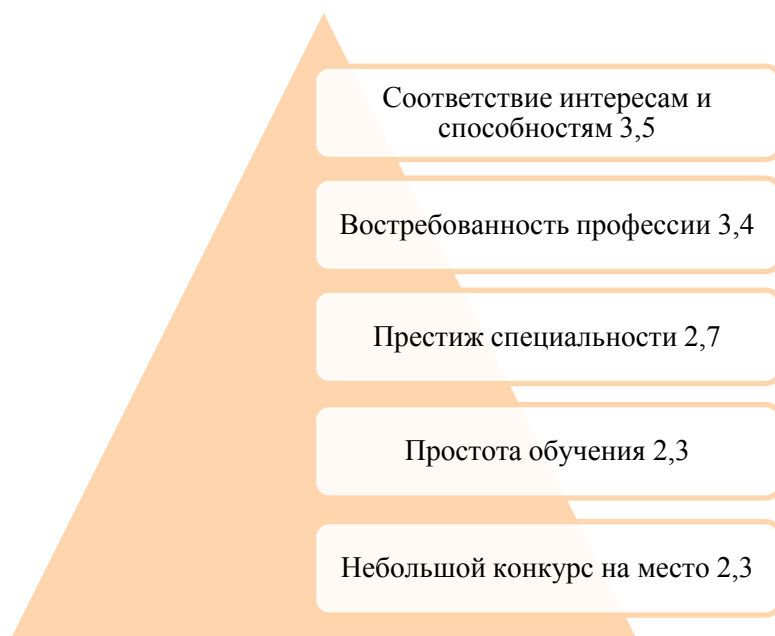 Соответствие интересам и
способностям 3,5
Востребованность профессии 3,4
Престиж специальности 2,7
Простота обучения 2,3
Небольшой конкурс на место 2,3